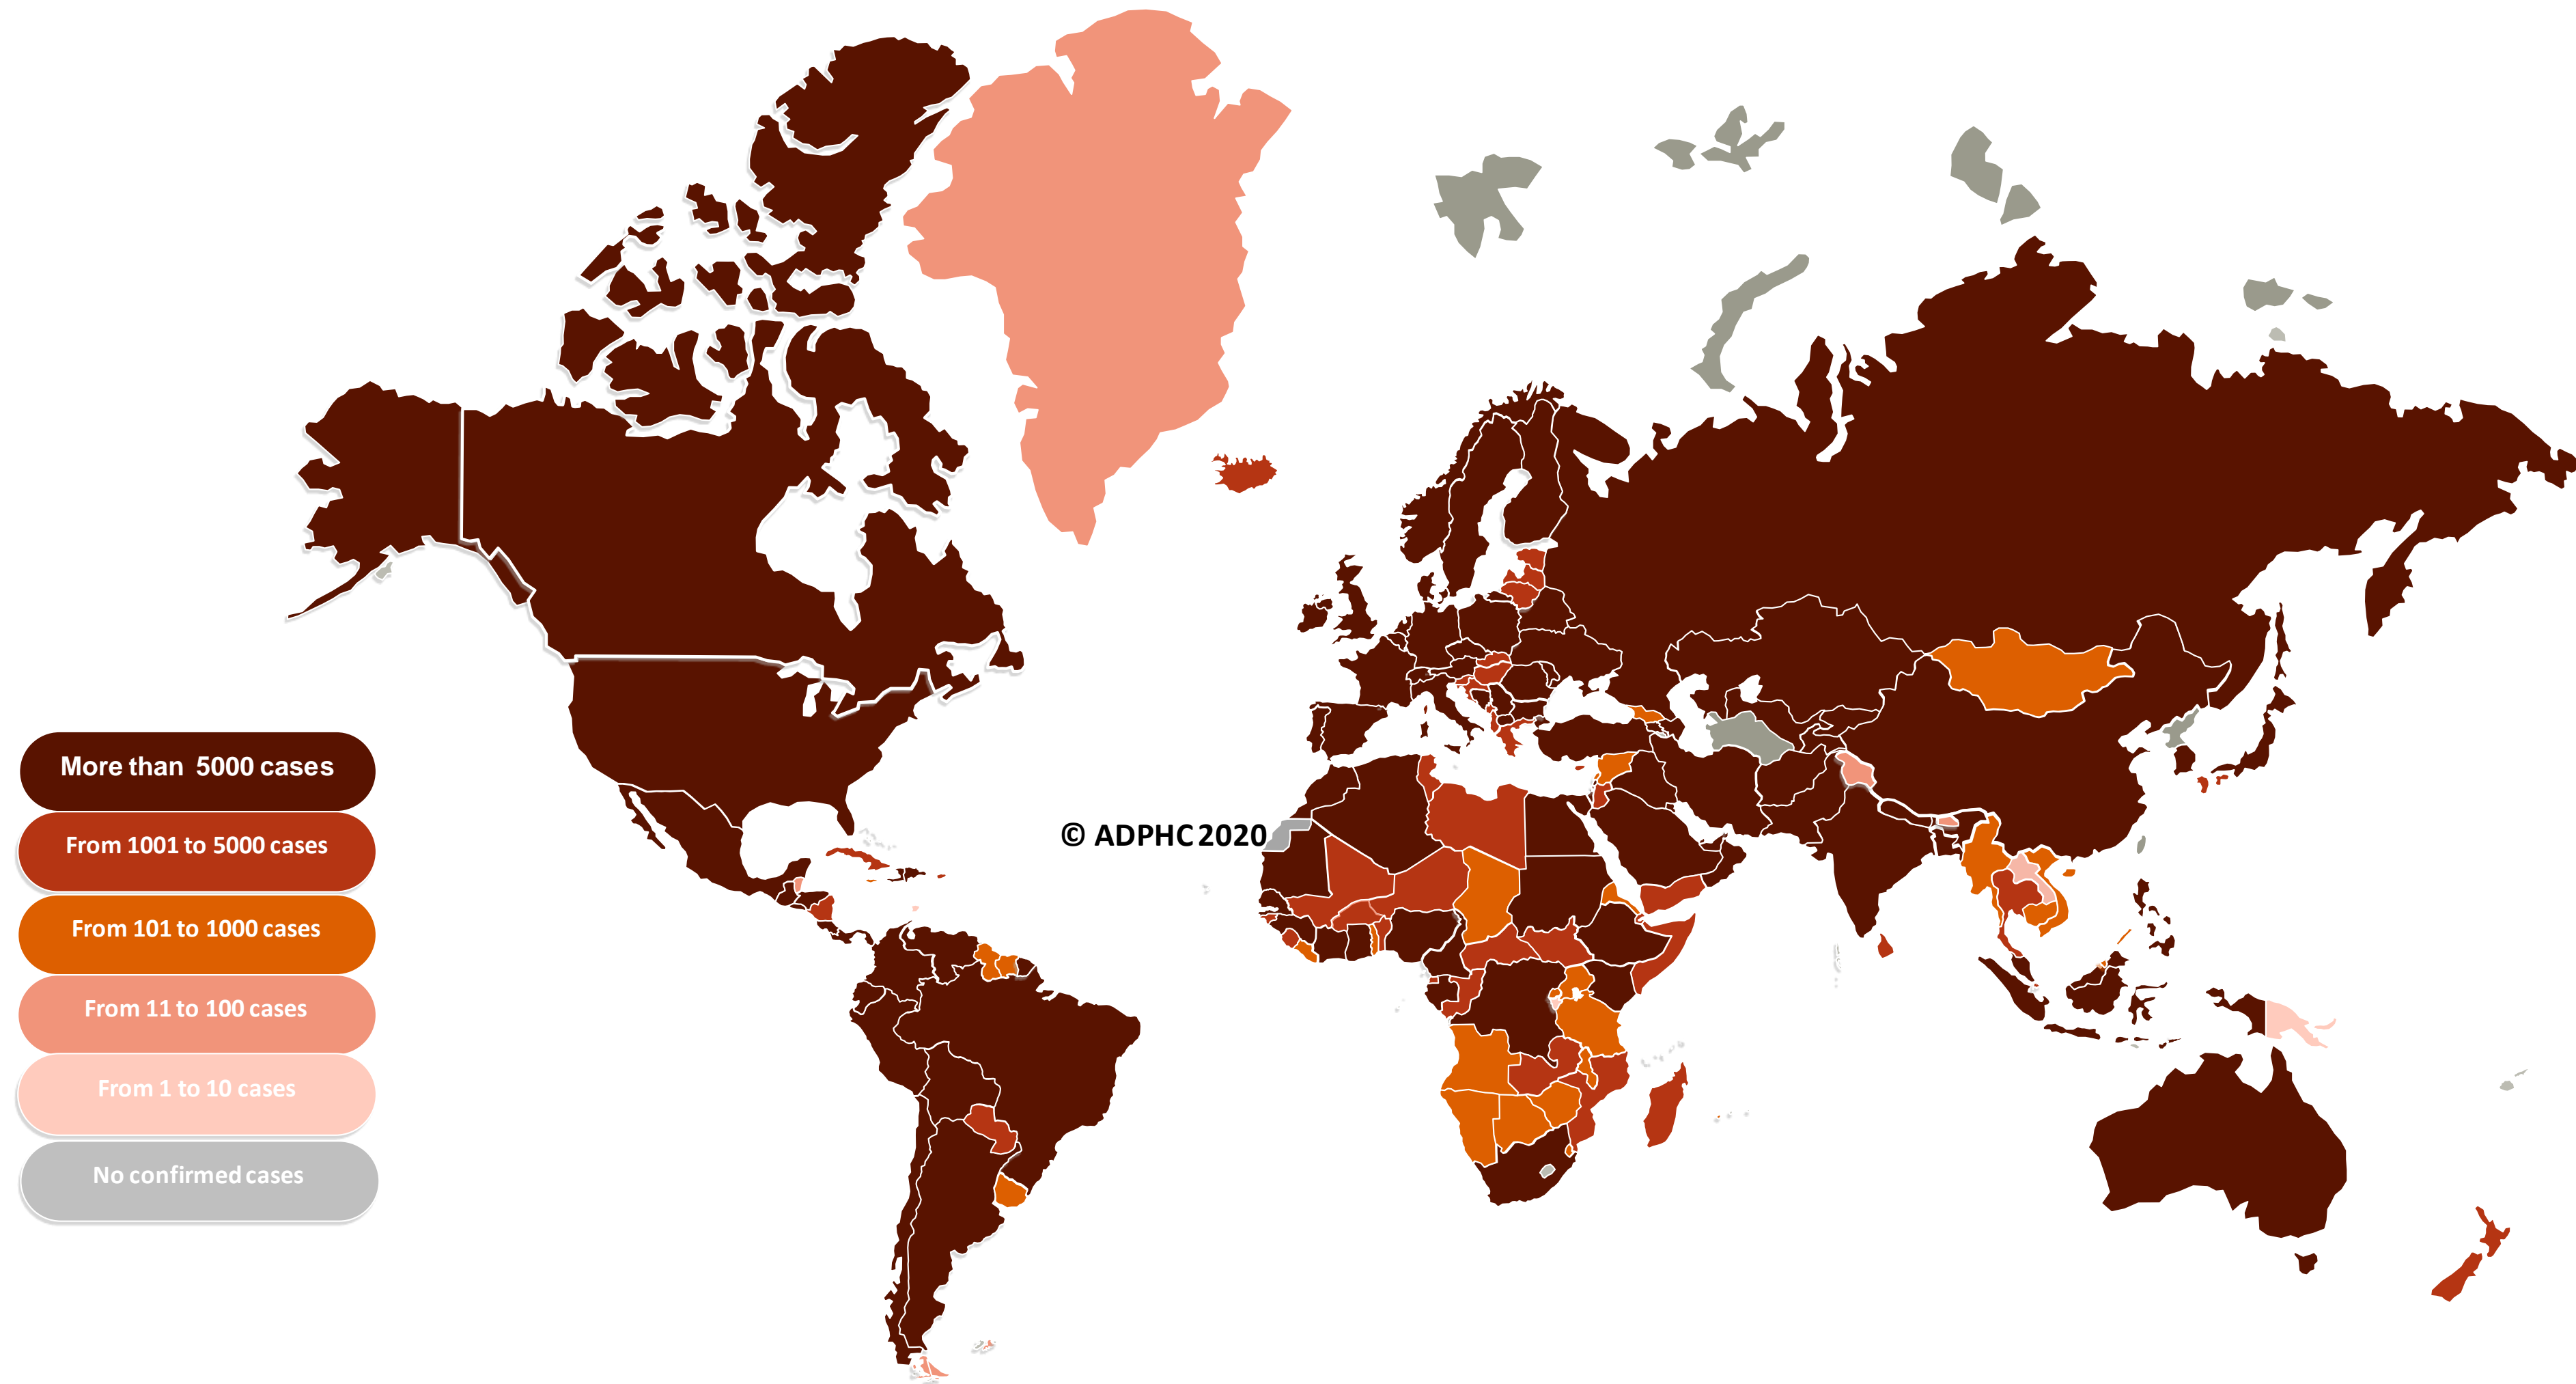 More than 5000 cases
From 1001 to 5000 cases
© ADPHC 2020
From 101 to 1000 cases
From 11 to 100 cases
From 1 to 10 cases
No confirmed cases